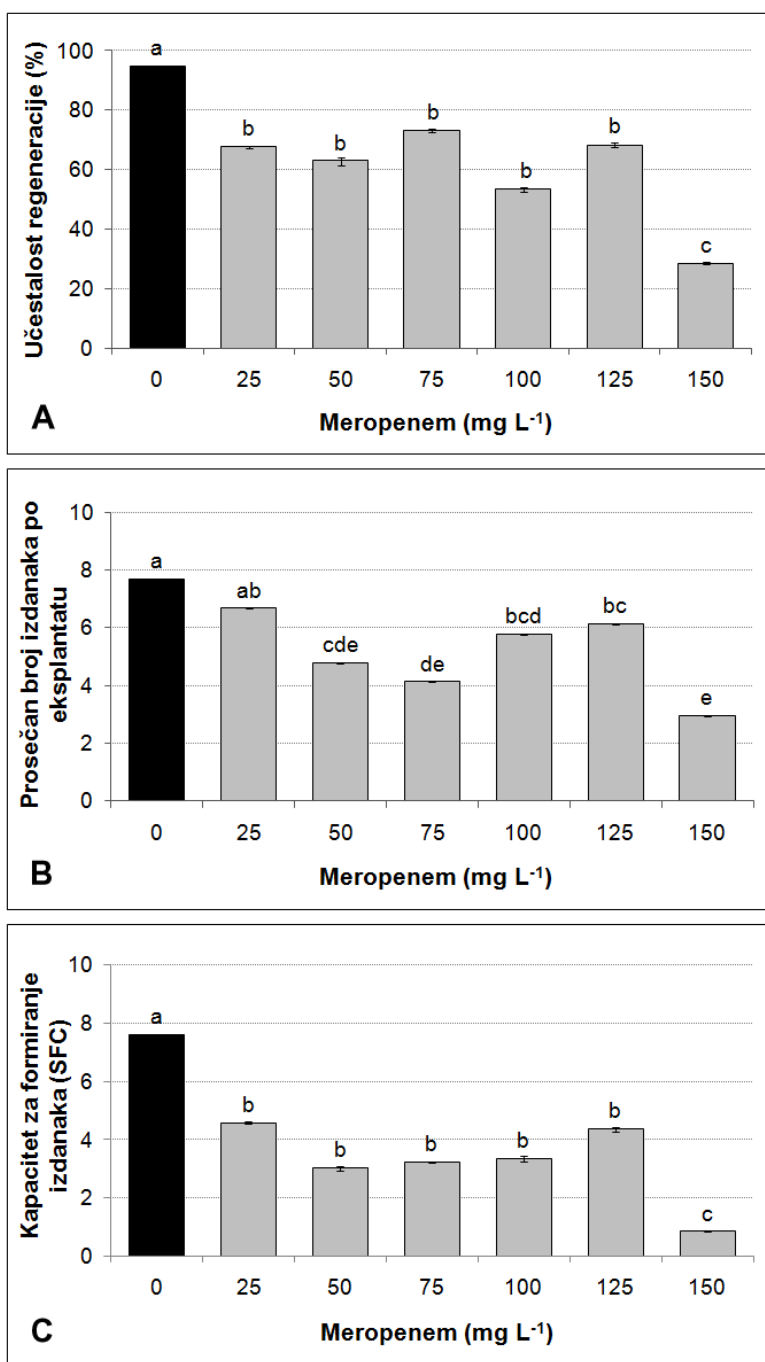 Učestalost regeneracije (%)
100
80
60
40
20
0
a
b
b
b
b
b
c
0 25 50 75 100 125 150
Meropenem (mg L⁻¹)
A
Prosečan broj izdanaka po
eksplantatu
10
8
6
4
2
0
a
ab
cde
de
bcd
bc
e
0 25 50 75 100 125 150
Meropenem (mg L⁻¹)
B
Kapacitet za formiranje
izdanaka (SFC)
10
8
6
4
2
0
a
b
b
b
b
b
c
0 25 50 75 100 125 150
Meropenem (mg L⁻¹)
C